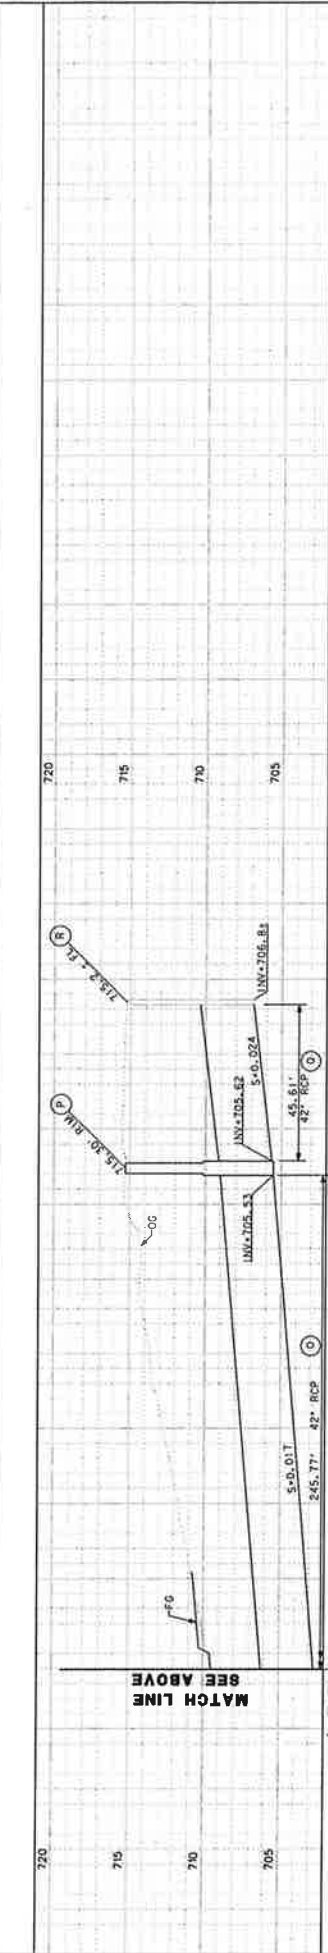 720
715
710
705
MATCH LINE
SEE ABOVE
FG
OG
S=0.017
245.77' 42" RCP
O
INV=705.53
INV=705.62
P
715.30' RIM
S=0.024
45.61'
42" RCP
O
R
715.2 ± FL
INV=706.8±
720
715
710
705